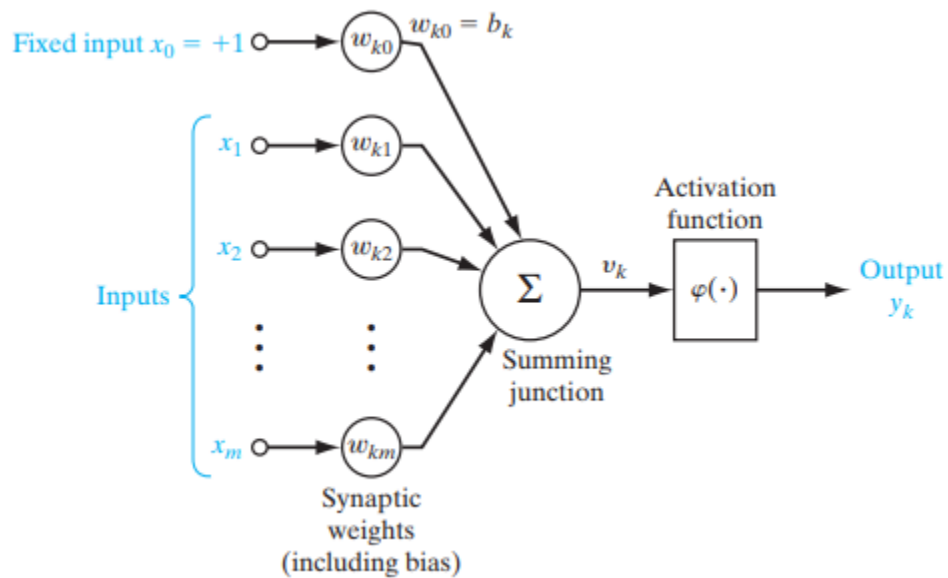 Fixed input x₀ = +1
wₖ₀
wₖ₀ = bₖ
x₁
wₖ₁
x₂
wₖ₂
Inputs
xₘ
wₖₘ
Synaptic
weights
(including bias)
Σ
Summing
junction
vₖ
Activation
function
φ(·)
Output
yₖ